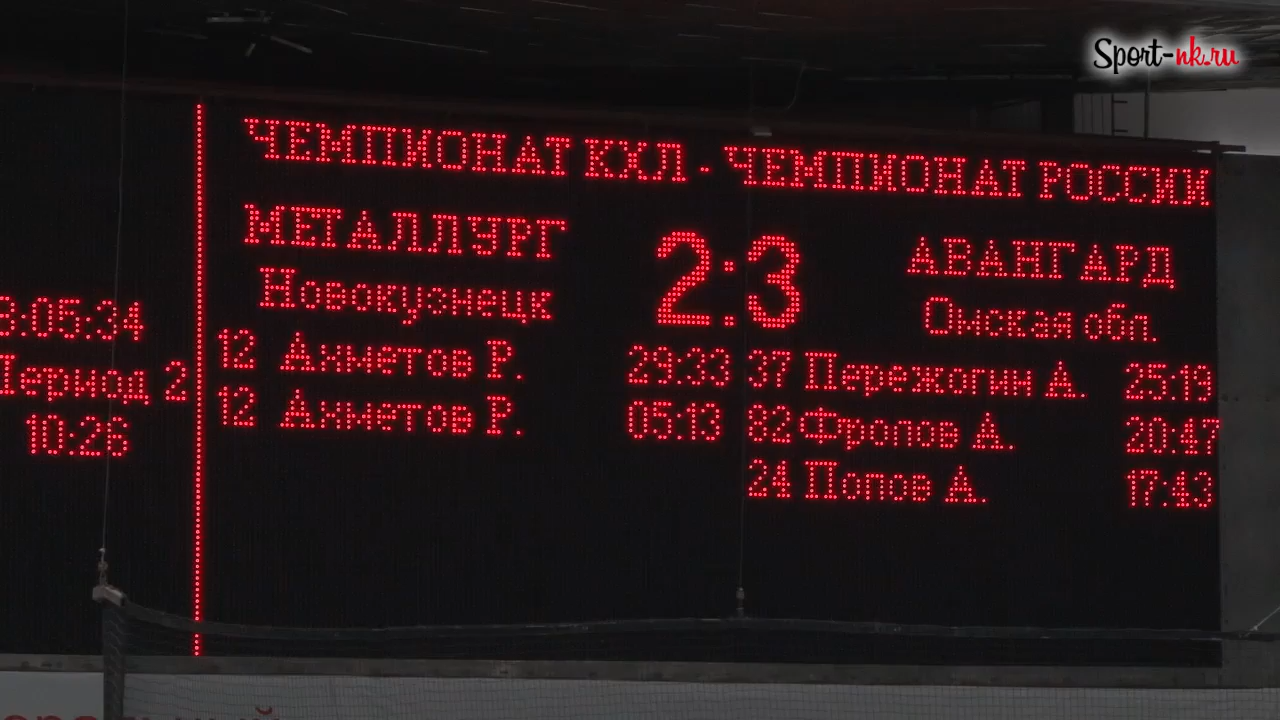 Sport-nk.ru
ЧЕМПИОНАТ КХЛ - ЧЕМПИОНАТ РОССИИ
МЕТАЛЛУРГ 2:3 АВАНГАРД
Новокузнецк Омская обл.
8:05:34
Период 2
10:26
12 Ахметов Р. 29:33 37 Пережогин А. 25:19
12 Ахметов Р. 05:13 82 Фролов А. 20:47
24 Попов А. 17:43